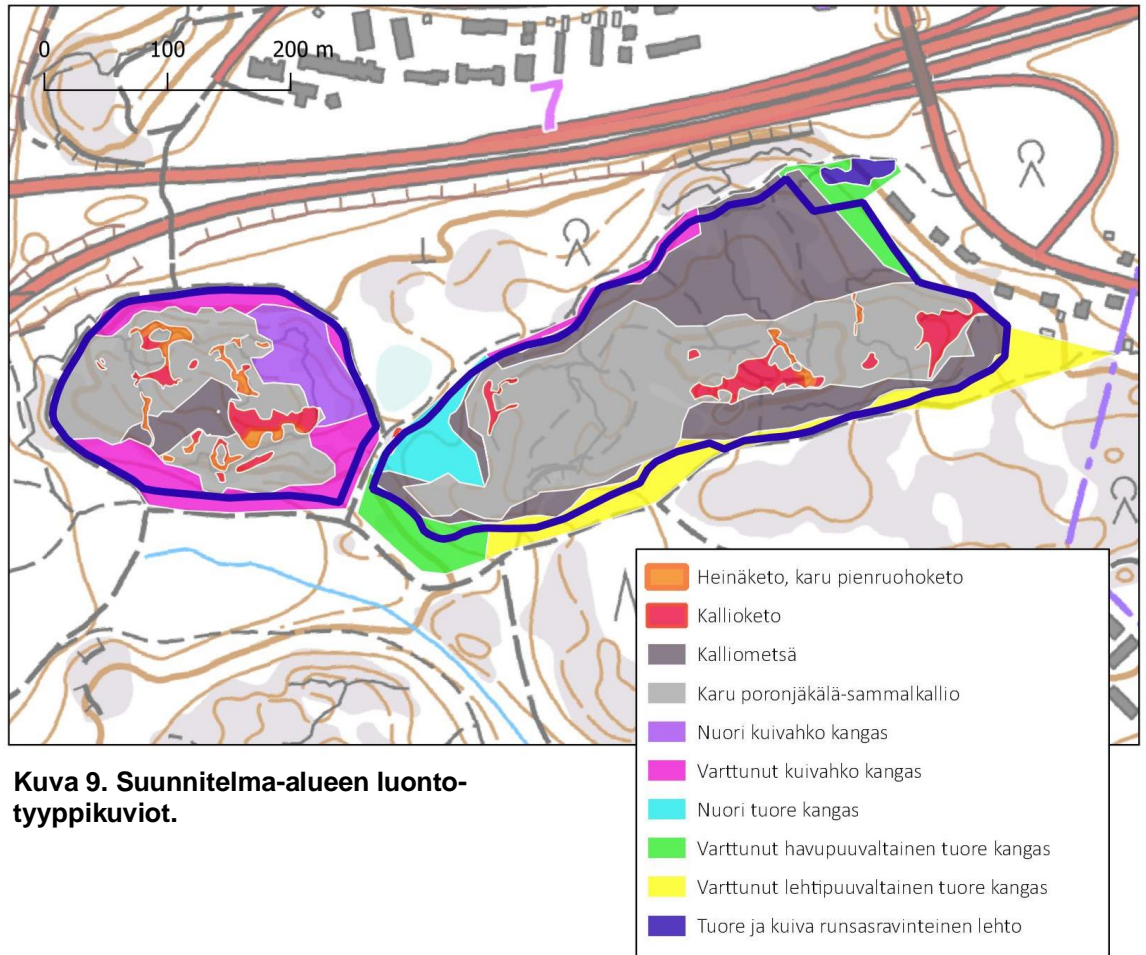 0 100 200 m
7
Heinäketo, karu pienruohoketo
Kallioketo
Kalliometsä
Karu poronjäkälä-sammalkallio
Nuori kuivahko kangas
Varttunut kuivahko kangas
Nuori tuore kangas
Varttunut havupuuvaltainen tuore kangas
Varttunut lehtipuuvaltainen tuore kangas
Tuore ja kuiva runsasravinteinen lehto
Kuva 9. Suunnitelma-alueen luonto-
tyyppikuviot.